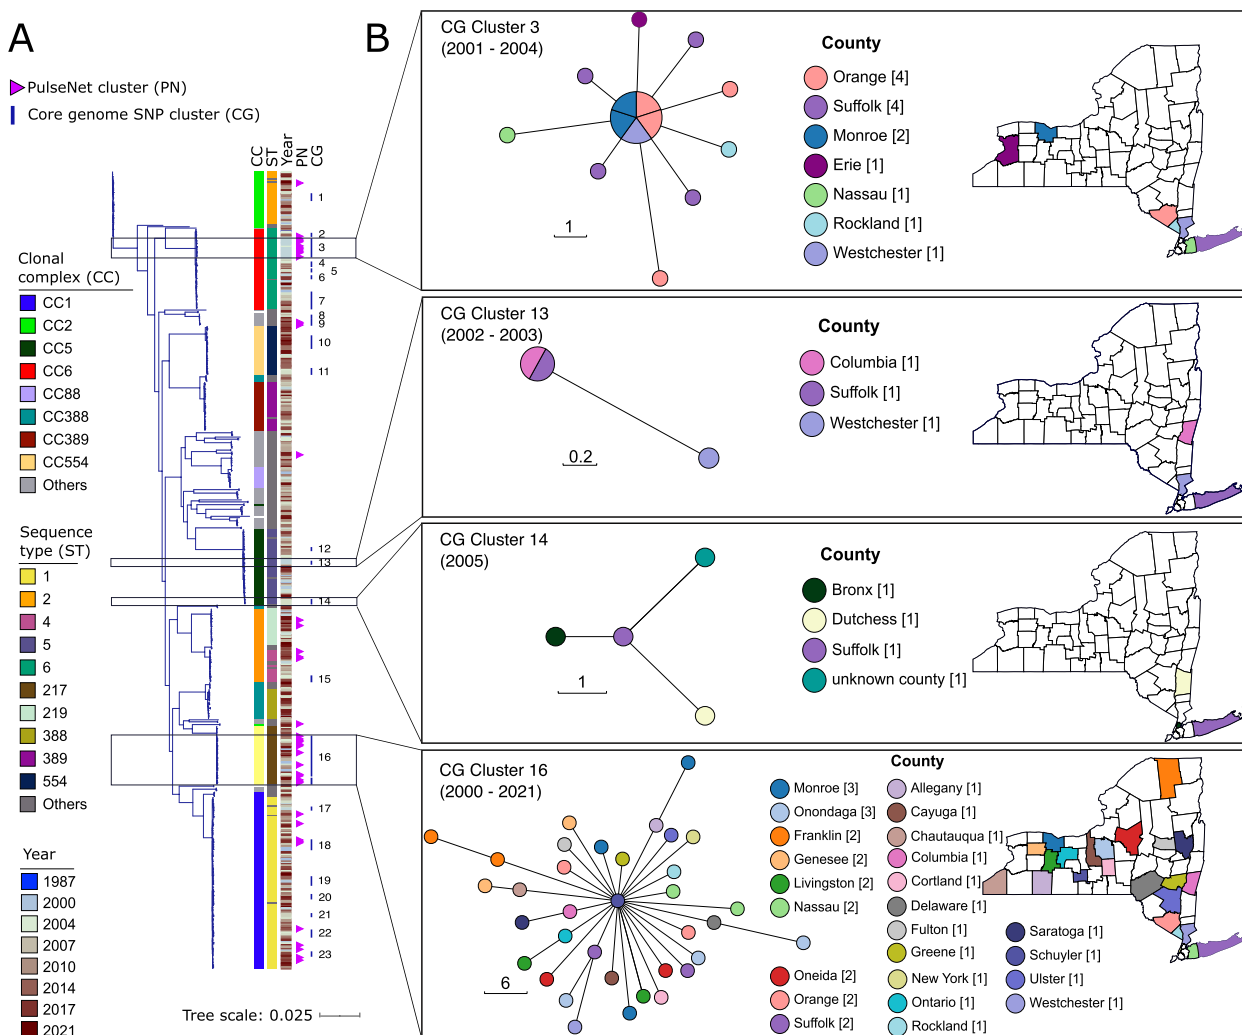 A
PulseNet cluster (PN)
Core genome SNP cluster (CG)
CC
ST
Year
PN
CG
1
2
3
4
5
6
7
8
9
10
11
12
13
14
15
16
17
18
19
20
21
22
23
Clonal
complex (CC)
CC1
CC2
CC5
CC6
CC88
CC388
CC389
CC554
Others
Sequence
type (ST)
1
2
4
5
6
217
219
388
389
554
Others
Year
1987
2000
2004
2007
2010
2014
2017
2021
Tree scale: 0.025
B
CG Cluster 3
(2001 - 2004)
1
County
Orange [4]
Suffolk [4]
Monroe [2]
Erie [1]
Nassau [1]
Rockland [1]
Westchester [1]
CG Cluster 13
(2002 - 2003)
0.2
County
Columbia [1]
Suffolk [1]
Westchester [1]
CG Cluster 14
(2005)
1
County
Bronx [1]
Dutchess [1]
Suffolk [1]
unknown county [1]
CG Cluster 16
(2000 - 2021)
6
County
Monroe [3]
Onondaga [3]
Franklin [2]
Genesee [2]
Livingston [2]
Nassau [2]
Oneida [2]
Orange [2]
Suffolk [2]
Allegany [1]
Cayuga [1]
Chautauqua [1]
Columbia [1]
Cortland [1]
Delaware [1]
Fulton [1]
Greene [1]
New York [1]
Ontario [1]
Rockland [1]
Saratoga [1]
Schuyler [1]
Ulster [1]
Westchester [1]